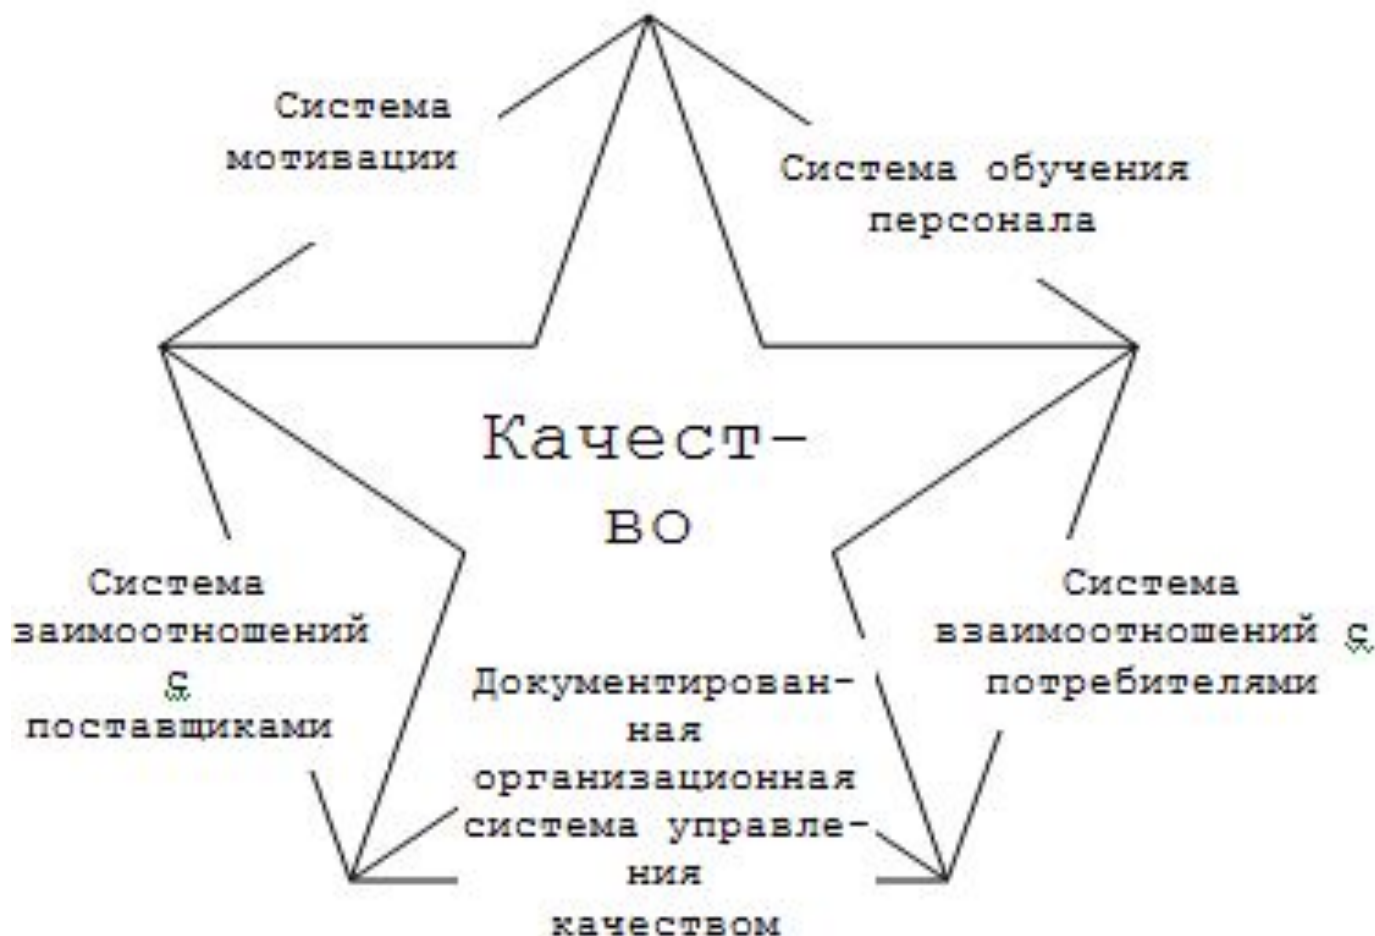 Система
мотивации
Система обучения
персонала
Качест-
во
Система
заимоотношений
с
поставщиками
Система
взаимоотношений с
потребителями
Документирован-
ная
организационная
система управле-
ния
качеством